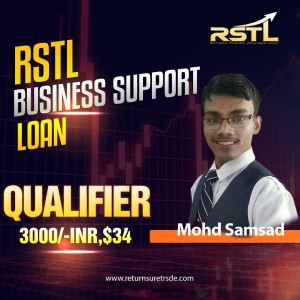 RSTL
RSTL
BUSINESS SUPPORT
LOAN
QUALIFIER
3000/-INR,$34
Mohd Samsad
www.returnsuretrsde.com